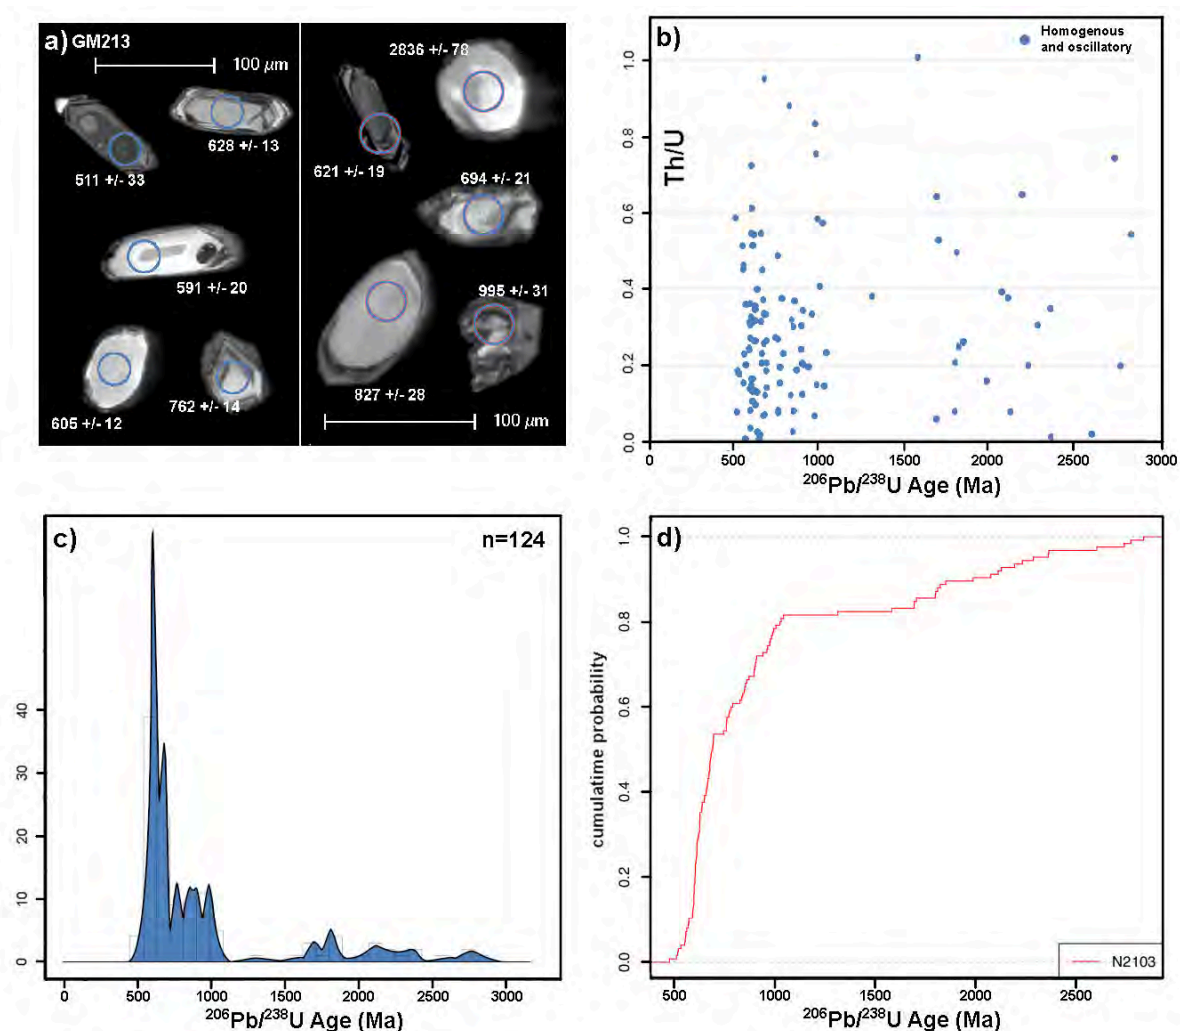 a) GM213
100 µm
628 +/- 13
511 +/- 33
591 +/- 20
605 +/- 12
762 +/- 14
2836 +/- 78
621 +/- 19
694 +/- 21
995 +/- 31
827 +/- 28
100 µm
b)
Homogenous
and oscillatory
Th/U
1.0
0.8
0.6
0.4
0.2
0.0
0 500 1000 1500 2000 2500 3000
206Pb/238U Age (Ma)
c) n=124
40
30
20
10
0
0 500 1000 1500 2000 2500 3000
206Pb/238U Age (Ma)
d)
cumulatime probability
1.0
0.8
0.6
0.4
0.2
0.0
N2103
500 1000 1500 2000 2500
206Pb/238U Age (Ma)